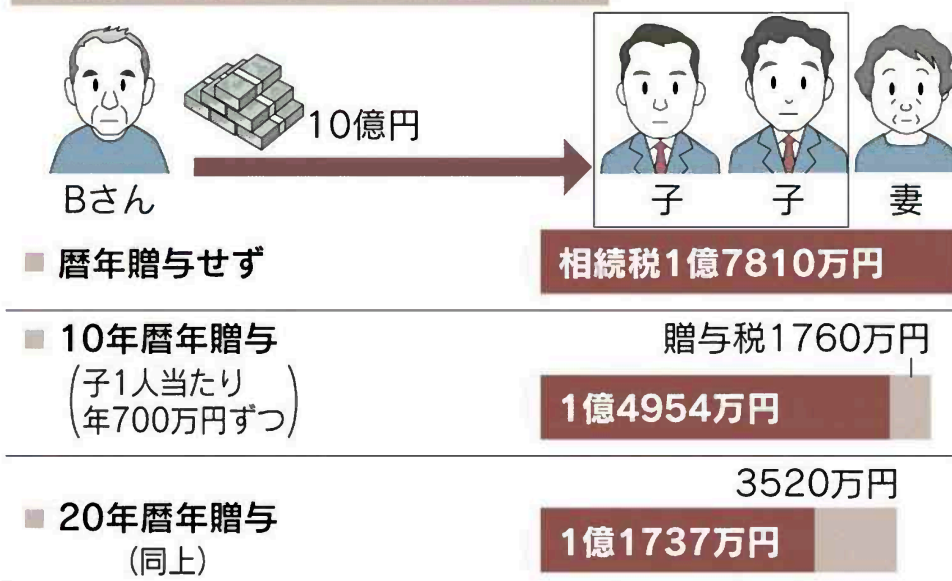 10億円
Bさん
子
子
妻
暦年贈与せず
相続税1億7810万円
10年暦年贈与
(子1人当たり
年700万円ずつ)
贈与税1760万円
1億4954万円
20年暦年贈与
(同上)
3520万円
1億1737万円